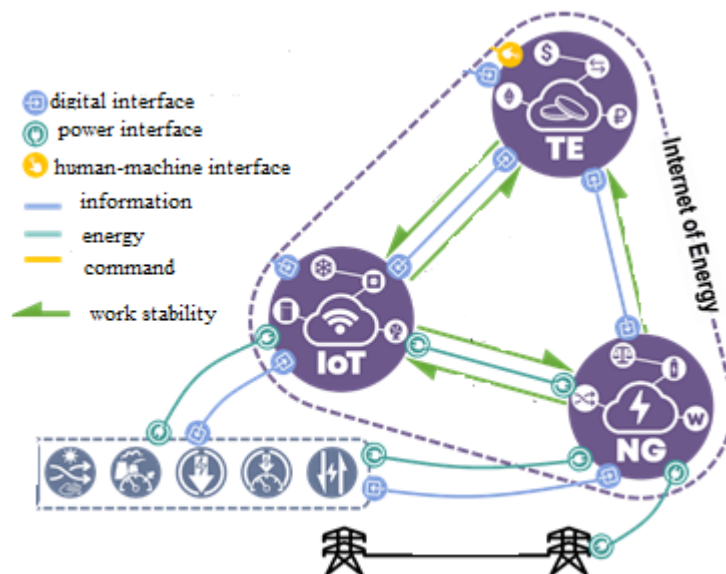 digital interface
power interface
human-machine interface
information
energy
command
work stability
$
₽
TE
Internet of Energy
IoT
W
NG